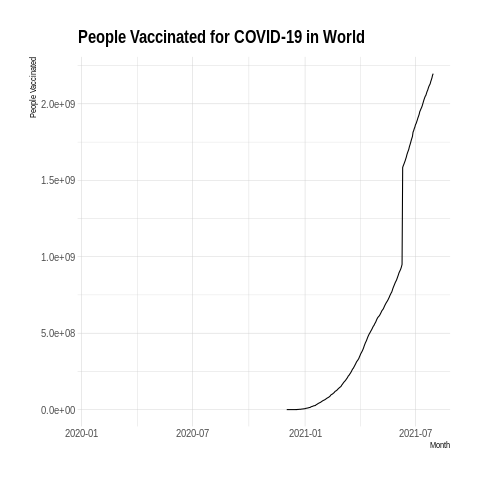 People Vaccinated for COVID-19 in World
People Vaccinated
2.0e+09
1.5e+09
1.0e+09
5.0e+08
0.0e+00
2020-01
2020-07
2021-01
2021-07
Month